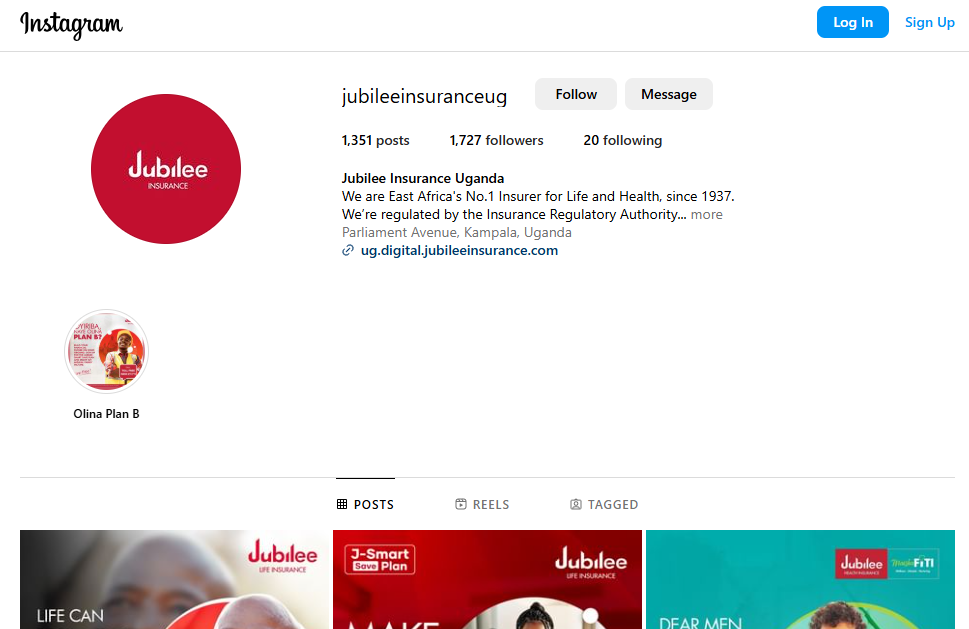 Instagram
Log In
Sign Up
Jubilee
INSURANCE
jubileeinsuranceug
Follow
Message
1,351 posts
1,727 followers
20 following
Jubilee Insurance Uganda
We are East Africa's No.1 Insurer for Life and Health, since 1937.
We’re regulated by the Insurance Regulatory Authority... more
Parliament Avenue, Kampala, Uganda
ug.digital.jubileeinsurance.com
PLAN B?
Olina Plan B
POSTS
REELS
TAGGED
Jubilee
LIFE INSURANCE
LIFE CAN
J-Smart
Save Plan
Jubilee
LIFE INSURANCE
MAKE
Jubilee
HEALTH INSURANCE
FiTI
DEAR MEN